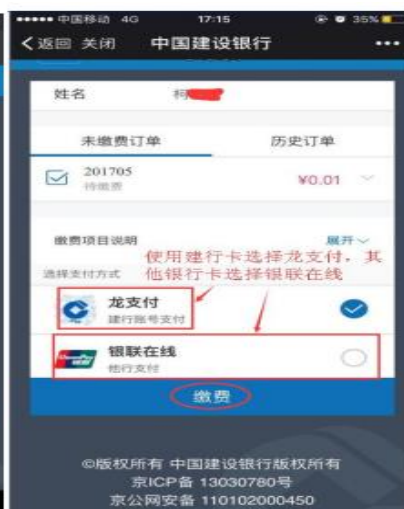 中国移动 4G 17:15 35%
返回 关闭 中国建设银行
姓名 柯
未缴费订单 历史订单
201705
待缴费
¥0.01
缴费项目说明 展开
使用建行卡选择龙支付，其
他银行卡选择银联在线
选择支付方式
龙支付
建行账号支付
银联在线
他行支付
缴费
©版权所有 中国建设银行版权所有
京ICP备 13030780号
京公网安备 110102000450